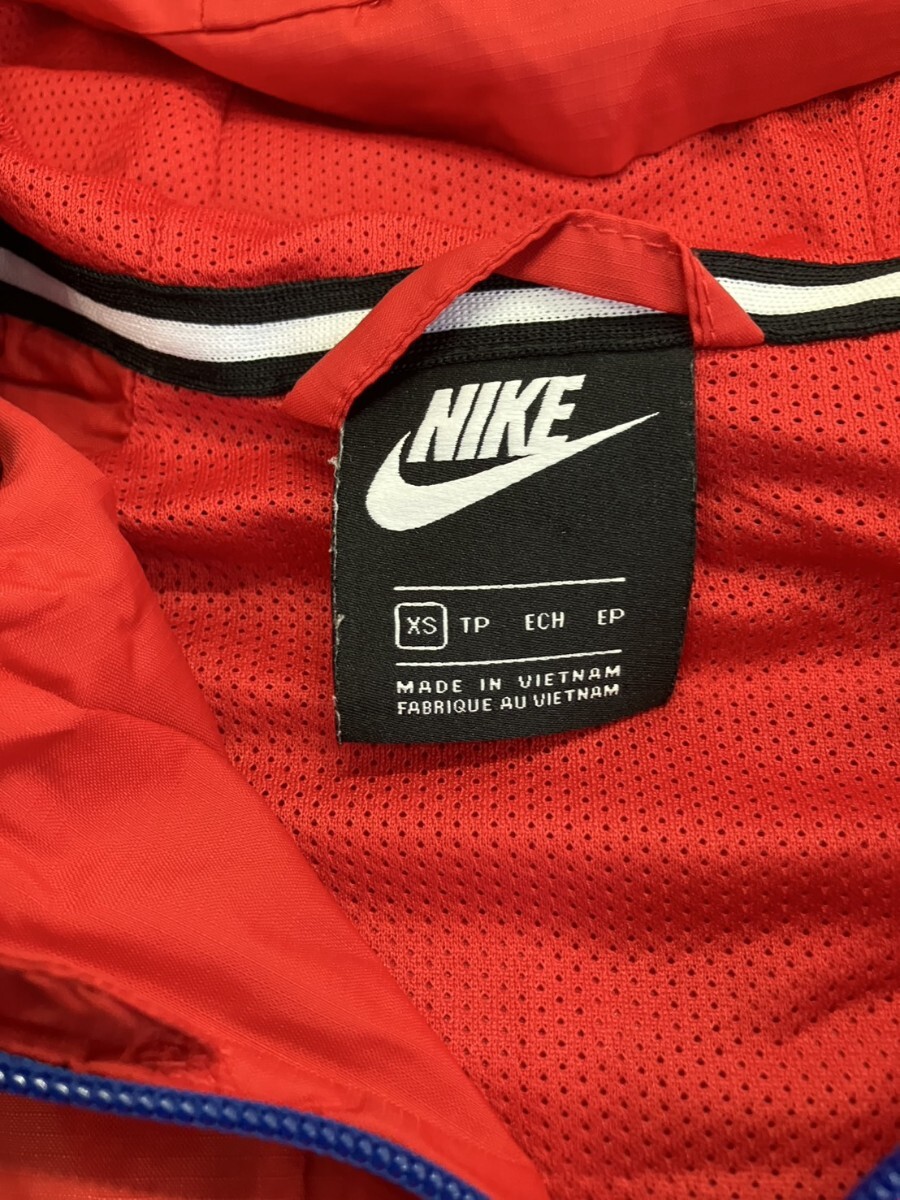 NIKE
XS TP ECH EP
MADE IN VIETNAM
FABRIQUE AU VIETNAM